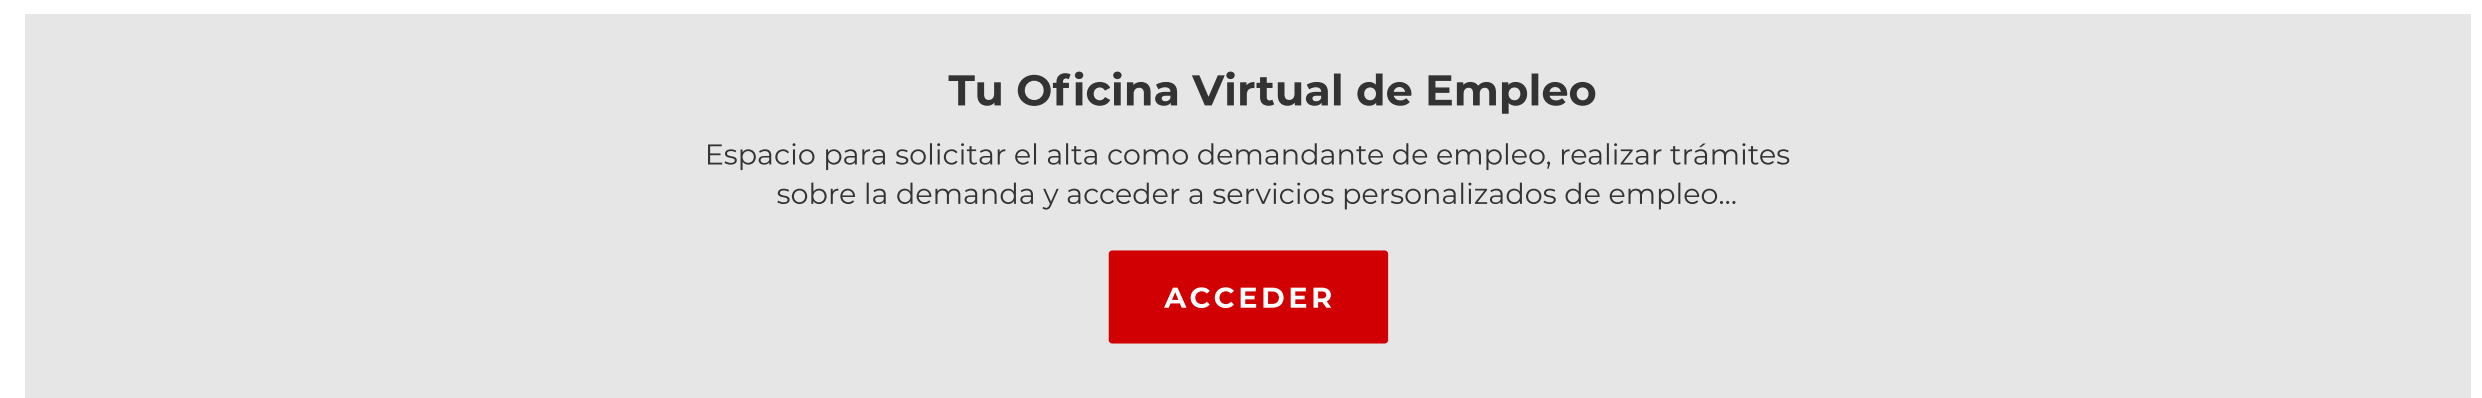 Tu Oficina Virtual de Empleo
Espacio para solicitar el alta como demandante de empleo, realizar trámites
sobre la demanda y acceder a servicios personalizados de empleo...
ACCEDER